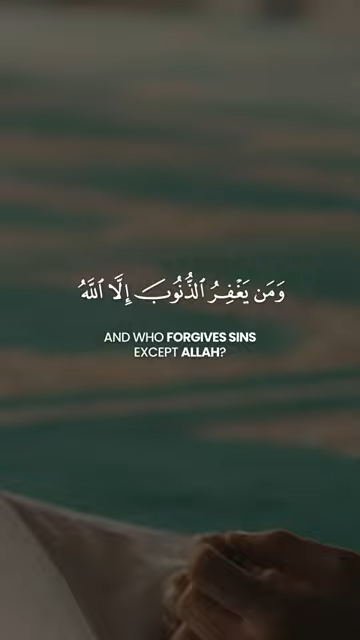 وَمَن يَغْفِرُ ٱلذُّنُوبَ إِلَّا ٱللَّهُ
AND WHO FORGIVES SINS
EXCEPT ALLAH?